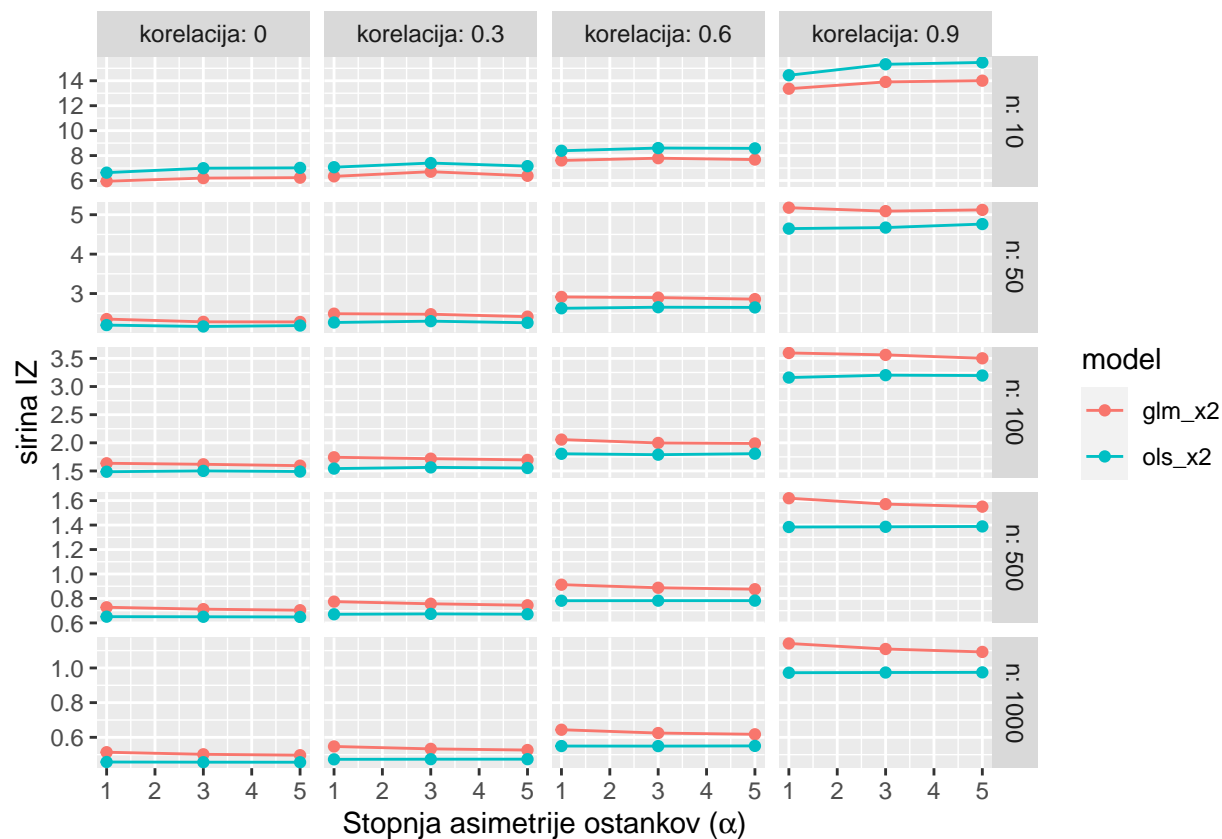 korelacija: 0 korelacija: 0.3 korelacija: 0.6 korelacija: 0.9
14
12
10
8
6
n: 10
5
4
3
n: 50
3.5
3.0
2.5
2.0
1.5
n: 100
1.6
1.4
1.2
1.0
0.8
0.6
n: 500
1.0
0.8
0.6
n: 1000
sirina IZ
1 2 3 4 5 1 2 3 4 5 1 2 3 4 5 1 2 3 4 5
Stopnja asimetrije ostankov (α)
model
glm_x2
ols_x2